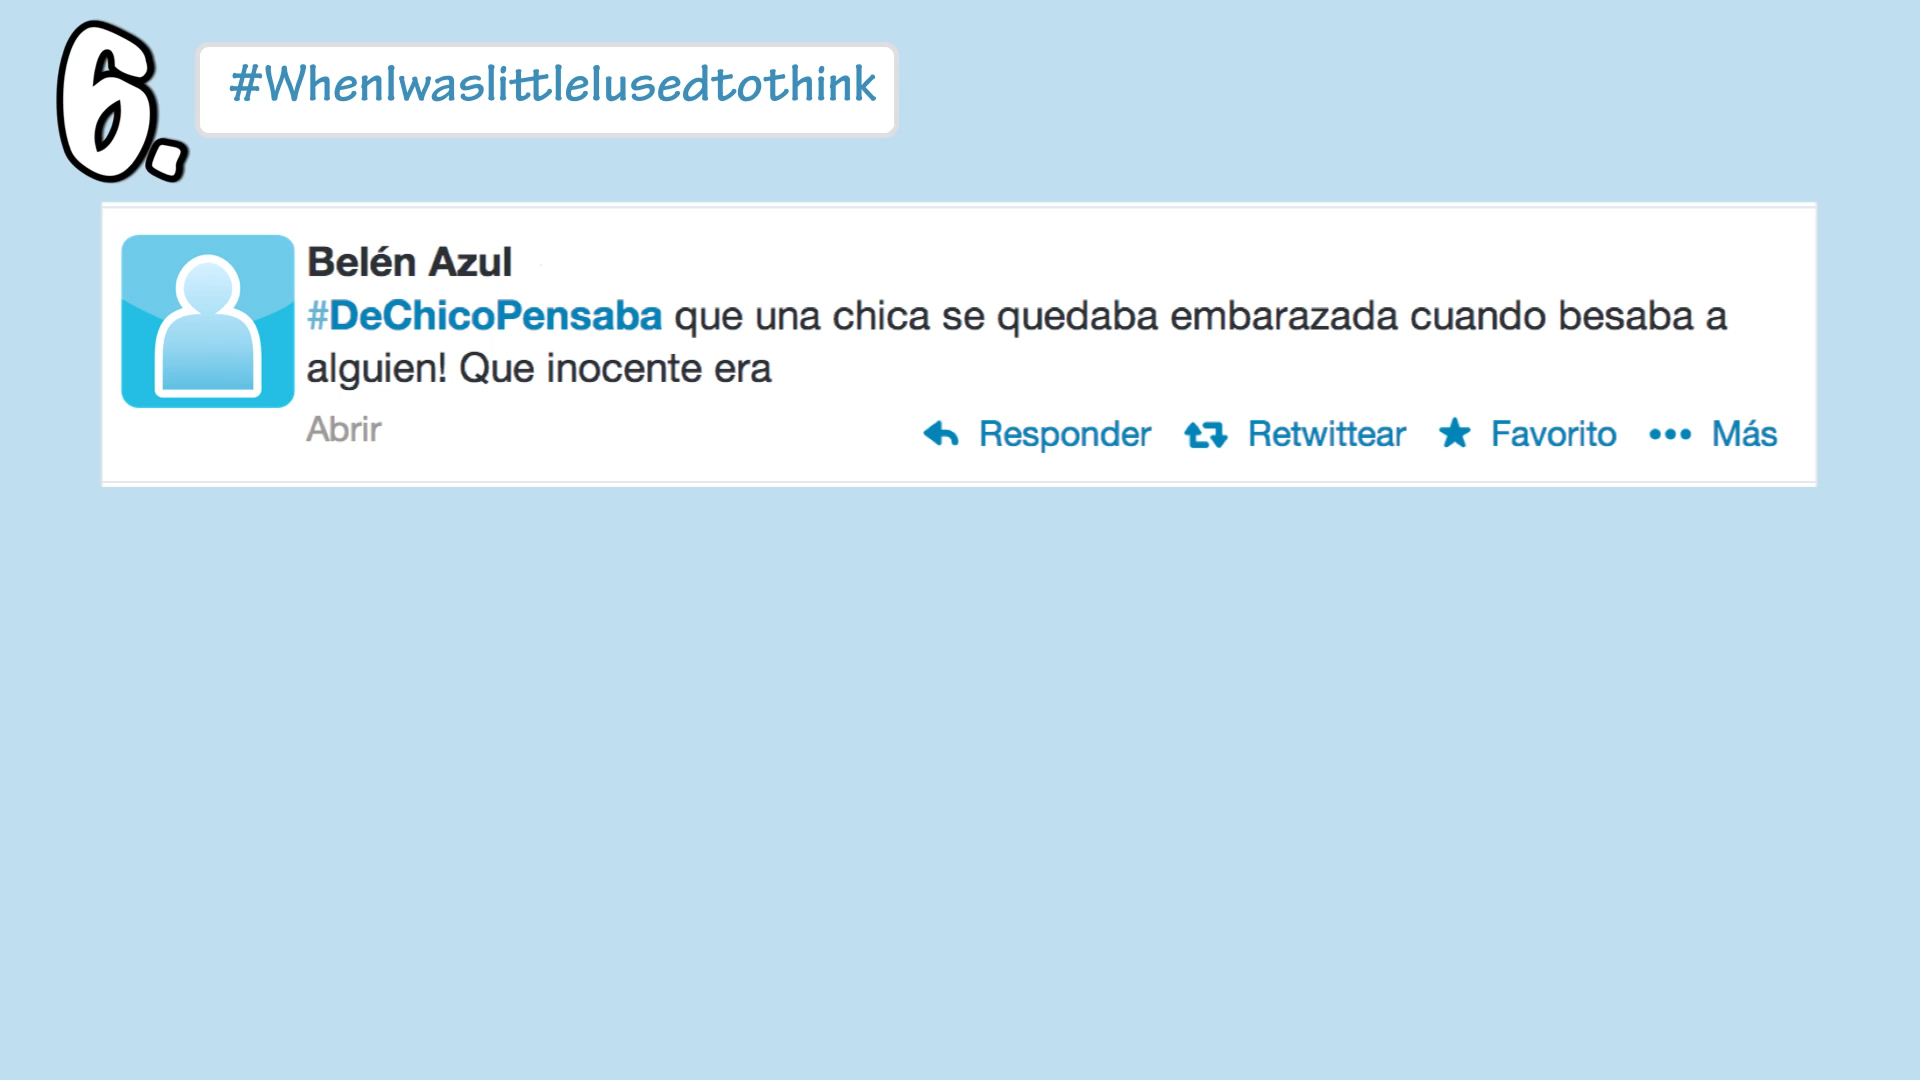 6.
#WhenIwaslittleIusedtothink
Belén Azul
#DeChicoPensaba que una chica se quedaba embarazada cuando besaba a
alguien! Que inocente era
Abrir
Responder Retwittear Favorito Más